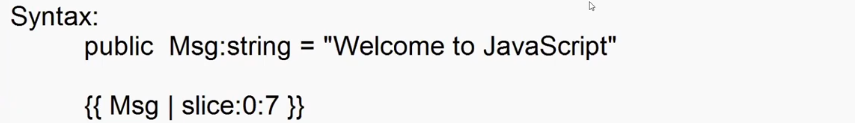 Syntax:
public Msg:string = "Welcome to JavaScript"
{{ Msg | slice:0:7 }}